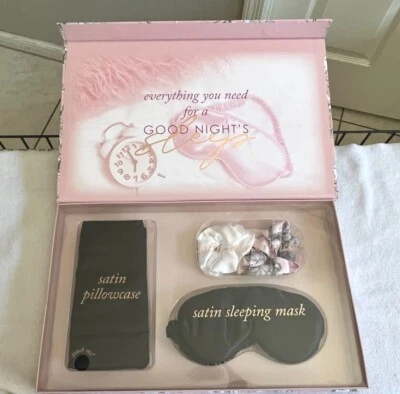 everything you need
for a
GOOD NIGHT'S
sleep
satin
pillowcase
satin sleeping mask